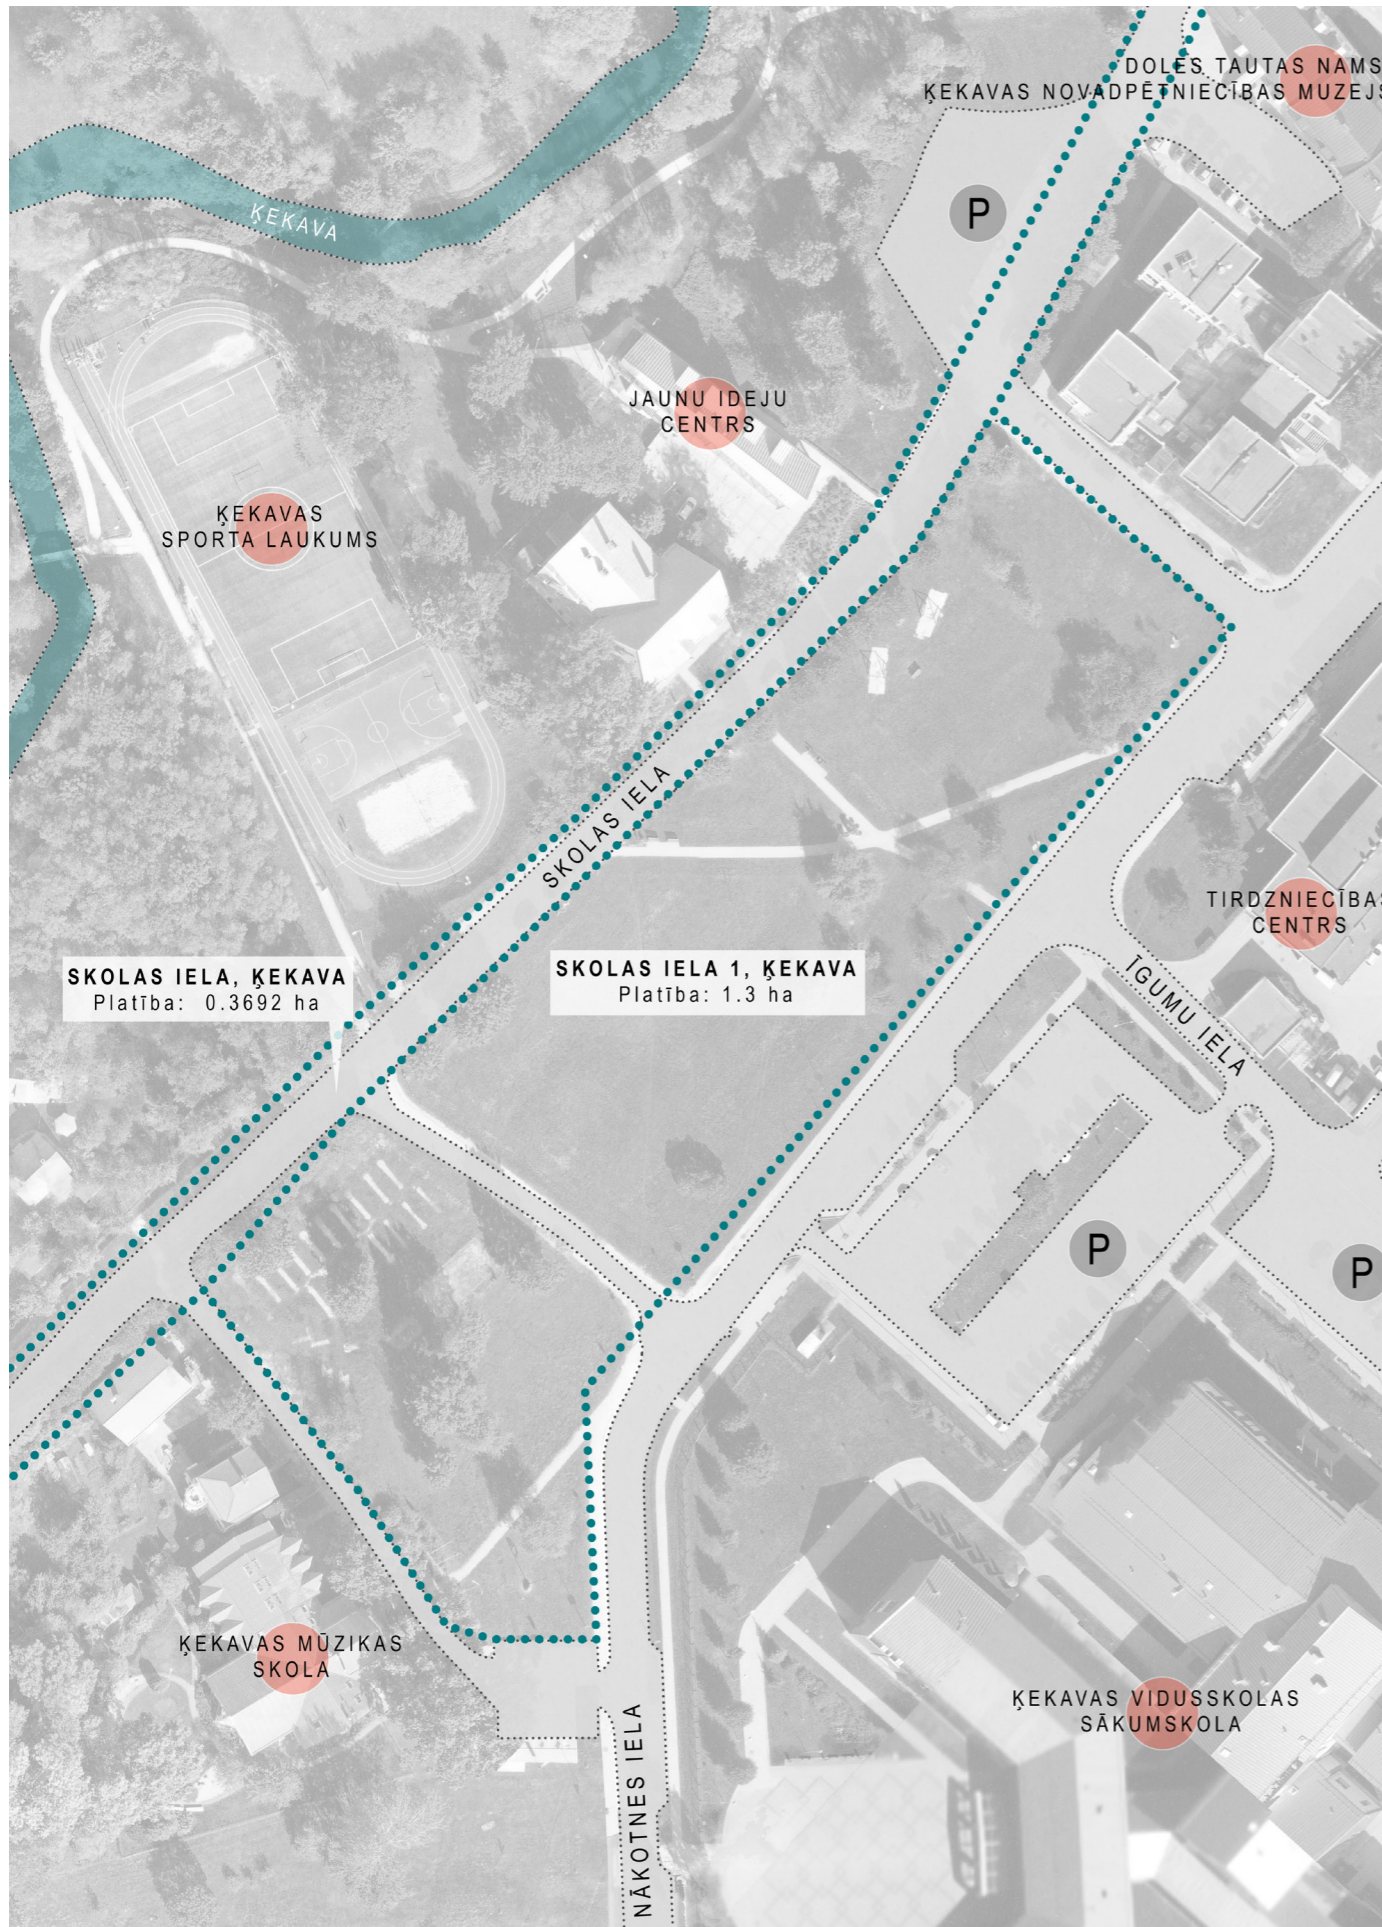 DOLES TAUTAS NAMS
ĶEKAVAS NOVADPĒTNIECĪBAS MUZEJS
P
ĶEKAVA
JAUNU IDEJU
CENTRS
ĶEKAVAS
SPORTA LAUKUMS
SKOLAS IELA
TIRDZNIECĪBAS
CENTRS
SKOLAS IELA, ĶEKAVA
Platība: 0.3692 ha
SKOLAS IELA 1, ĶEKAVA
Platība: 1.3 ha
ĪGUMU IELA
P
P
ĶEKAVAS MŪZIKAS
SKOLA
ĶEKAVAS VIDUSSKOLAS
SĀKUMSKOLA
NĀKOTNES IELA